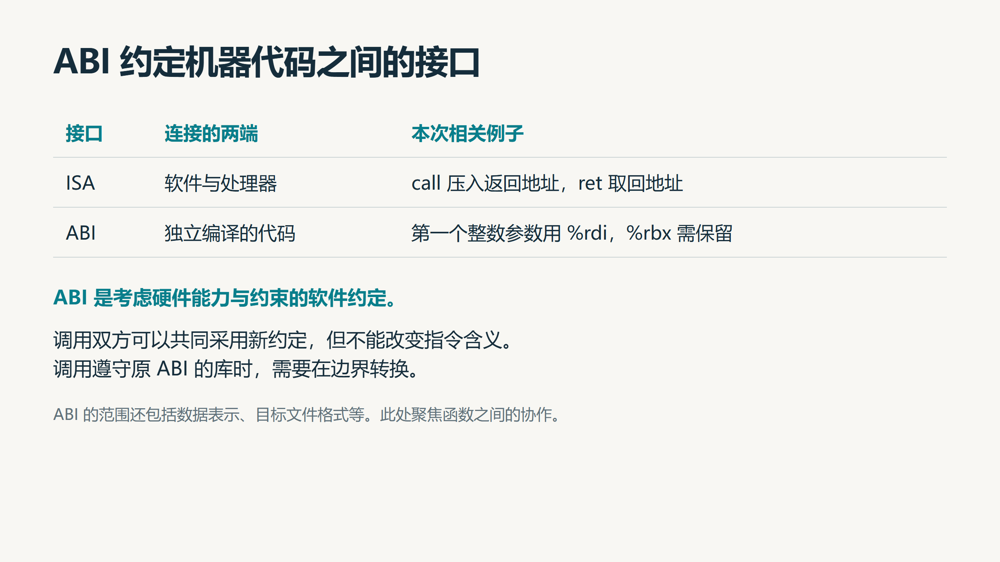 ABI 约定机器代码之间的接口
接口 连接的两端 本次相关例子
ISA 软件与处理器 call 压入返回地址，ret 取回地址
ABI 独立编译的代码 第一个整数参数用 %rdi，%rbx 需保留
ABI 是考虑硬件能力与约束的软件约定。
调用双方可以共同采用新约定，但不能改变指令含义。
调用遵守原 ABI 的库时，需要在边界转换。
ABI 的范围还包括数据表示、目标文件格式等。此处聚焦函数之间的协作。